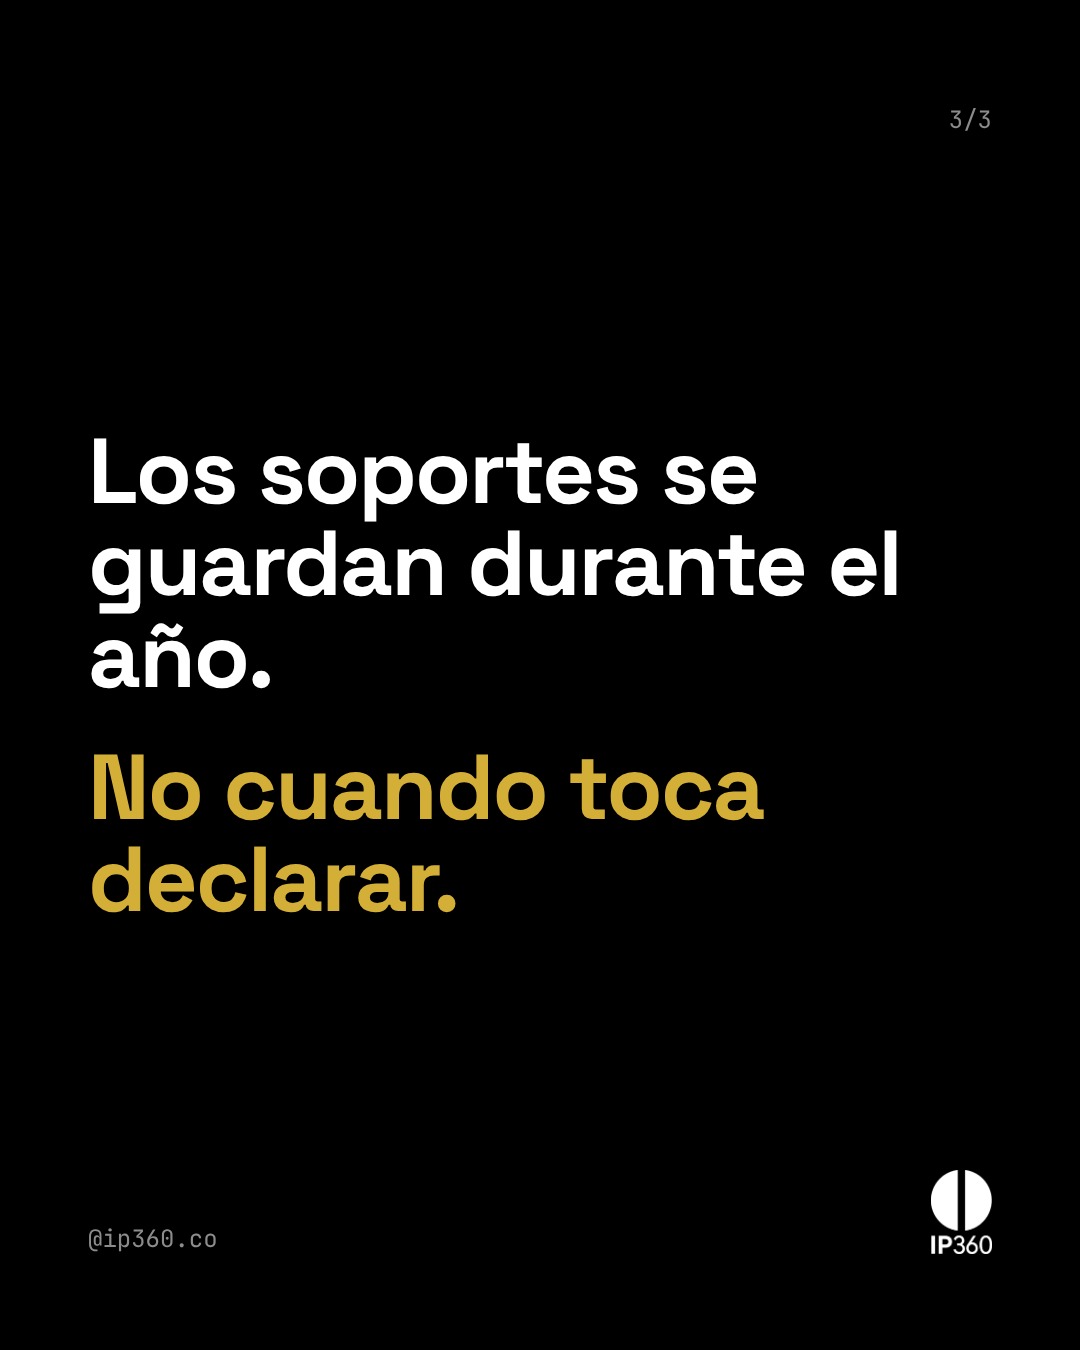 3/3
Los soportes se
guardan durante el
año.
No cuando toca
declarar.
@ip360.co
IP360